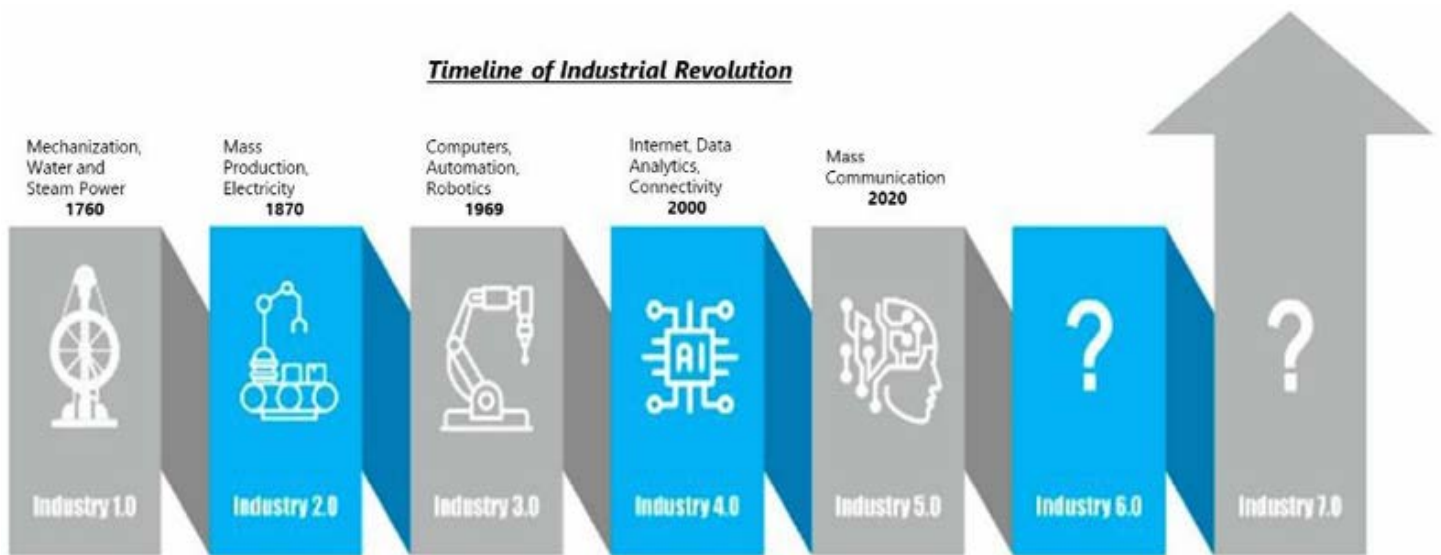 Timeline of Industrial Revolution
Mechanization,
Water and
Steam Power
1760
Mass
Production,
Electricity
1870
Computers,
Automation,
Robotics
1969
Internet, Data
Analytics,
Connectivity
2000
Mass
Communication
2020
AI
?
?
Industry 1.0
Industry 2.0
Industry 3.0
Industry 4.0
Industry 5.0
Industry 6.0
Industry 7.0